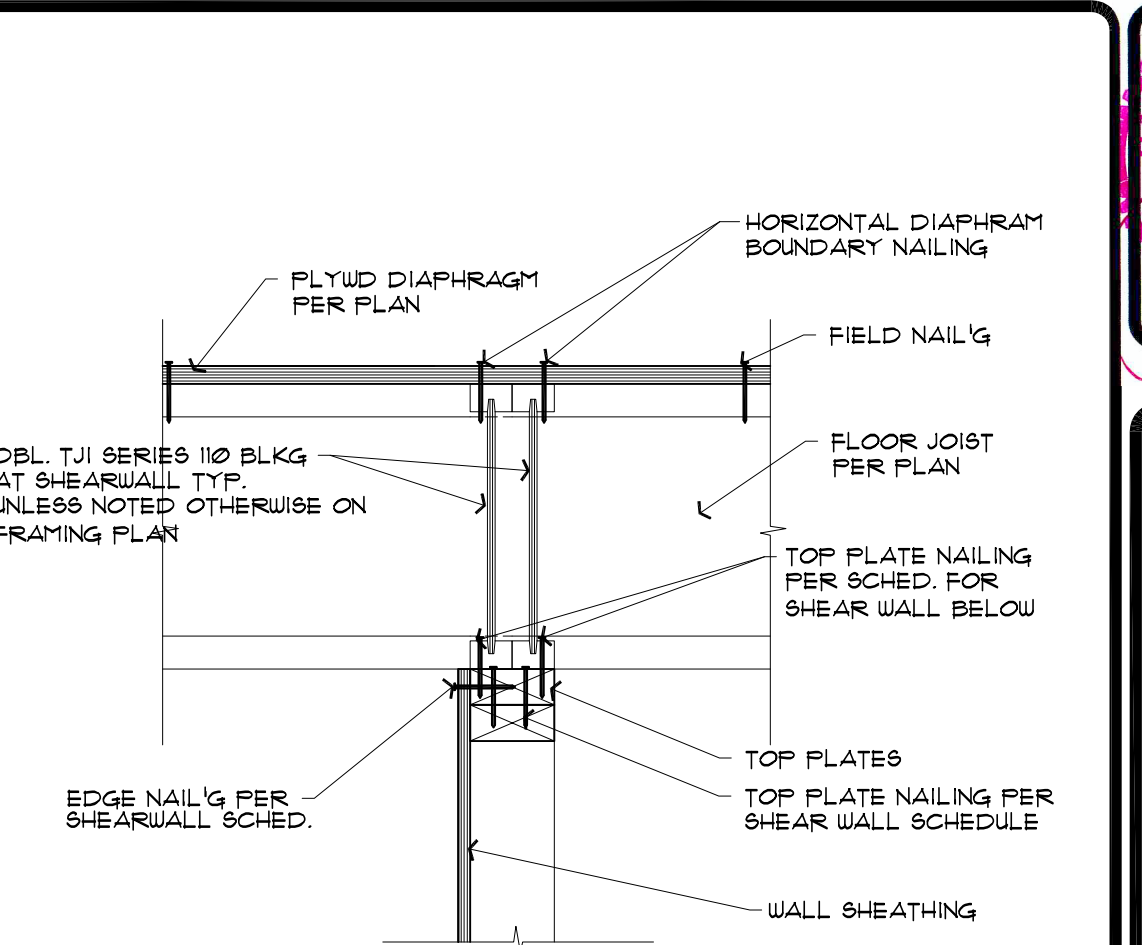 HORIZONTAL DIAPHRAM
BOUNDARY NAILING
PLYWD DIAPHRAGM
PER PLAN
FIELD NAIL'G
DBL. TJI SERIES 110 BLKG
AT SHEARWALL TYP.
UNLESS NOTED OTHERWISE ON
FRAMING PLAN
FLOOR JOIST
PER PLAN
TOP PLATE NAILING
PER SCHED. FOR
SHEAR WALL BELOW
TOP PLATES
EDGE NAIL'G PER
SHEARWALL SCHED.
TOP PLATE NAILING PER
SHEAR WALL SCHEDULE
WALL SHEATHING